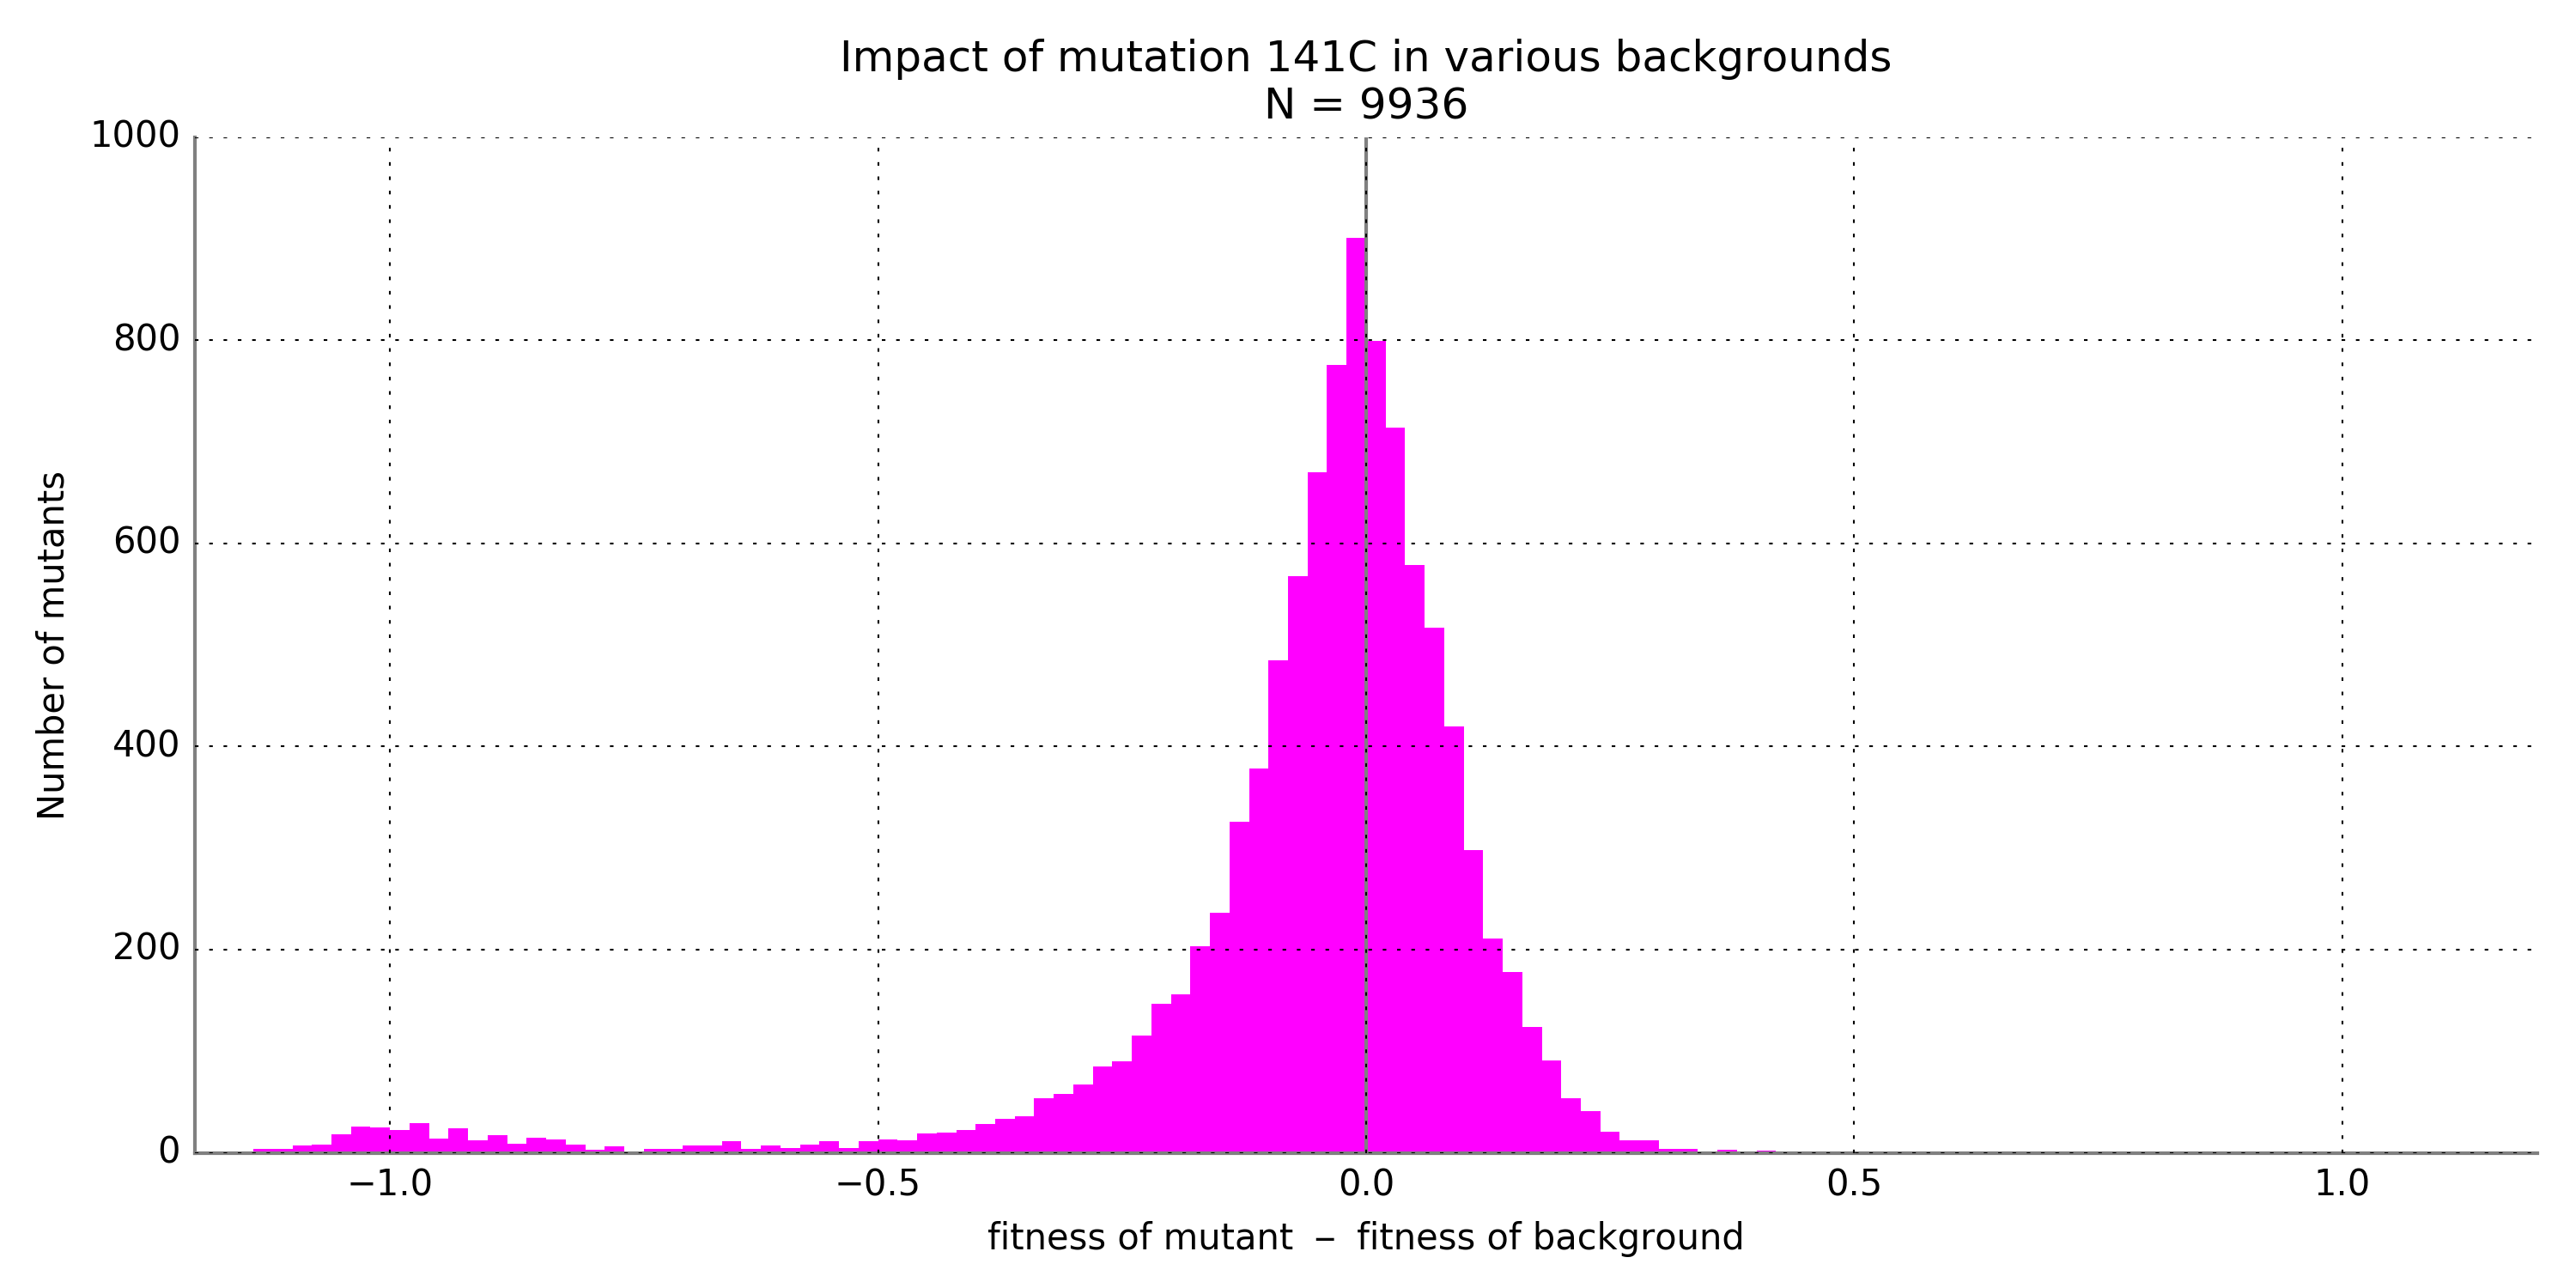 Impact of mutation 141C in various backgrounds
N = 9936
1000
800
600
400
200
0
Number of mutants
−1.0 −0.5 0.0 0.5 1.0
fitness of mutant – fitness of background